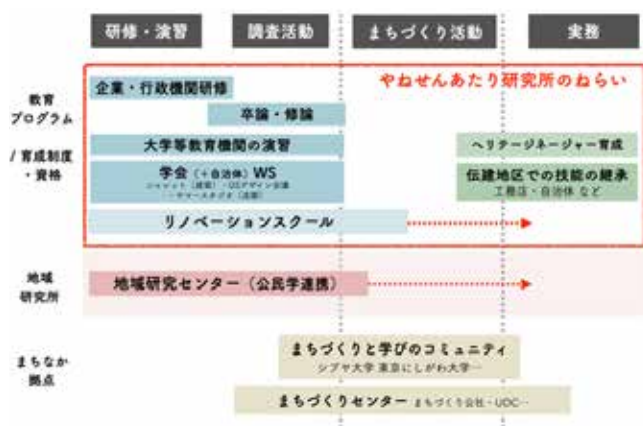 研修・演習
調査活動
まちづくり活動
実務
やねせんあたり研究所のねらい
教育
プログラム
/ 育成制度
・資格
企業・行政機関研修
卒論・修論
大学等教育機関の演習
ヘリテージネージャー育成
学会（＋自治体）WS
伝建地区での技能の継承
工務店・自治体 など
リノベーションスクール
地域
研究所
地域研究センター（公民学連携）
まちなか
拠点
まちづくりと学びのコミュニティ
シブヤ大学 東京にしがわ大学…
まちづくりセンター まちづくり公社・UDC…